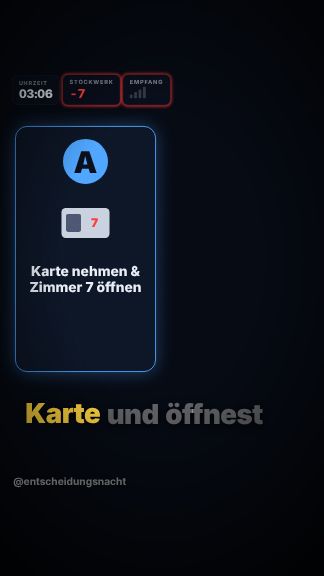 UHRZEIT
03:06
STOCKWERK
-7
EMPFANG
A
7
Karte nehmen &
Zimmer 7 öffnen
Karte und öffnest
@entscheidungsnacht